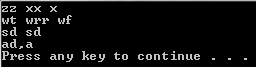 zz xx x
wt wrr wf
sd sd
ad,a
Press any key to continue . . .